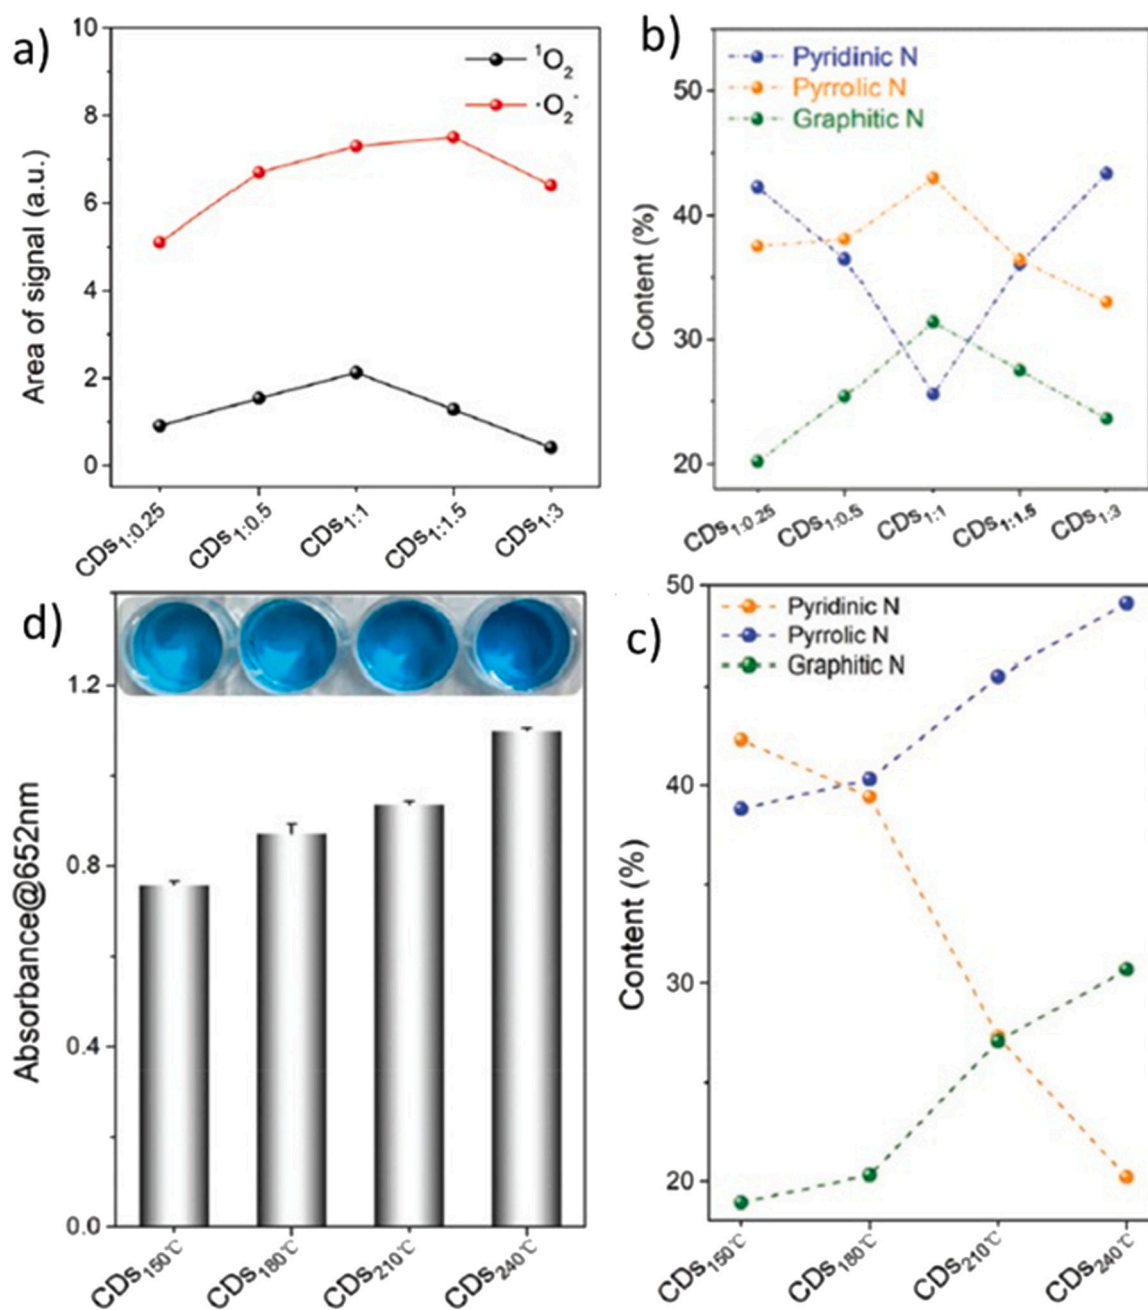 a)
10
8
6
4
2
0
Area of signal (a.u.)
¹O₂
·O₂⁻
CDs₁:₀.₂₅
CDs₁:₀.₅
CDs₁:₁
CDs₁:₁.₅
CDs₁:₃
b)
50
40
30
20
Content (%)
Pyridinic N
Pyrrolic N
Graphitic N
CDs₁:₀.₂₅
CDs₁:₀.₅
CDs₁:₁
CDs₁:₁.₅
CDs₁:₃
d)
1.2
0.8
0.4
0.0
Absorbance@652nm
CDs₁₅₀℃
CDs₁₈₀℃
CDs₂₁₀℃
CDs₂₄₀℃
c)
50
40
30
20
Content (%)
Pyridinic N
Pyrrolic N
Graphitic N
CDs₁₅₀℃
CDs₁₈₀℃
CDs₂₁₀℃
CDs₂₄₀℃